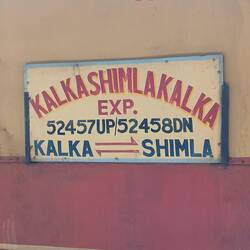 KALKASHIMLAKALKA
EXP.
52457UP/52458DN
KALKA ⇌ SHIMLA